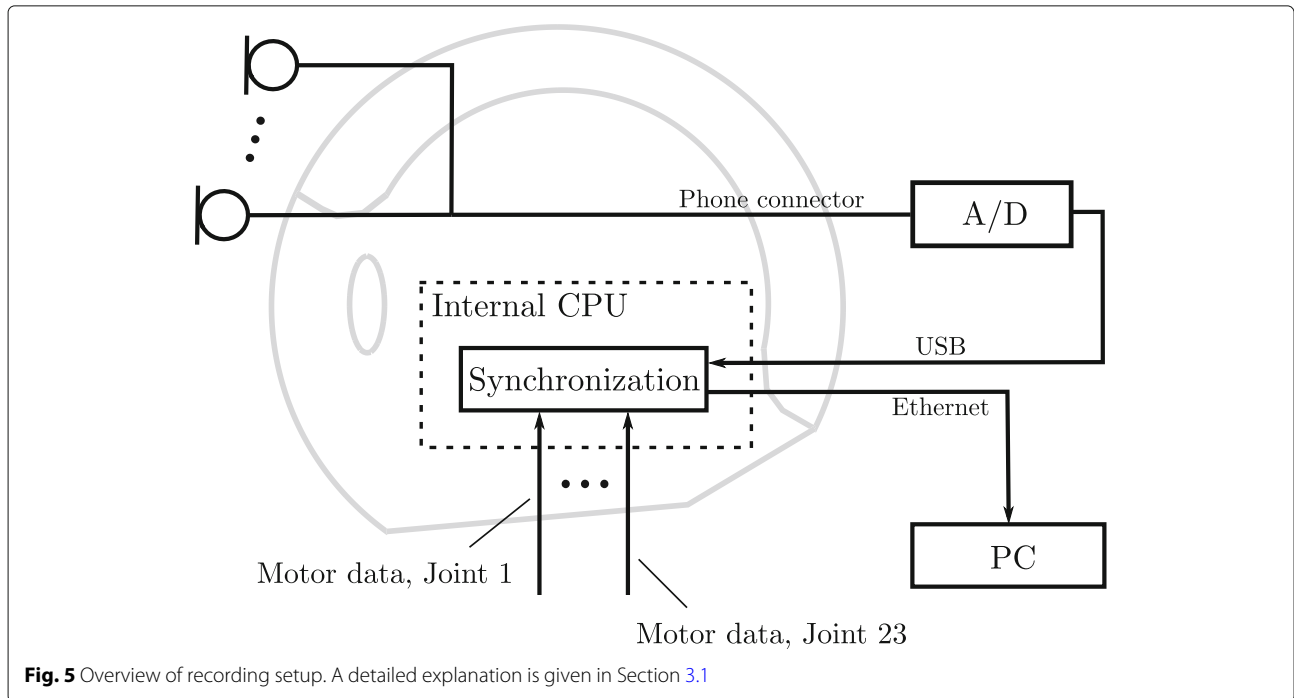 Phone connector
A/D
Internal CPU
USB
Synchronization
Ethernet
Motor data, Joint 1
PC
Motor data, Joint 23
Fig. 5 Overview of recording setup. A detailed explanation is given in Section 3.1